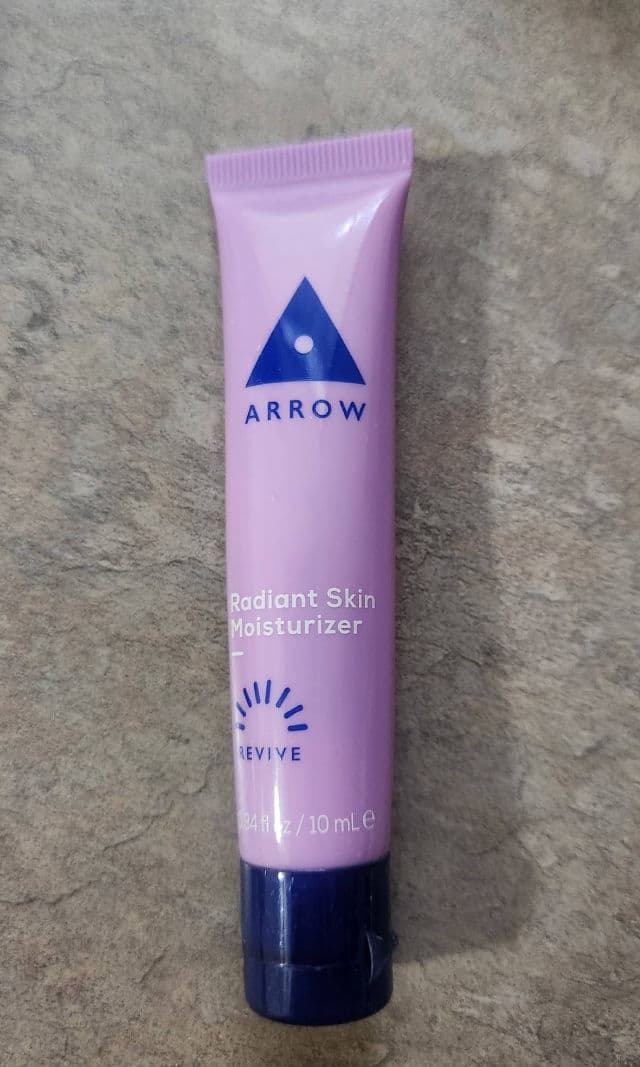 ARROW
Radiant Skin
Moisturizer
REVIVE
/ 10 mL ℮